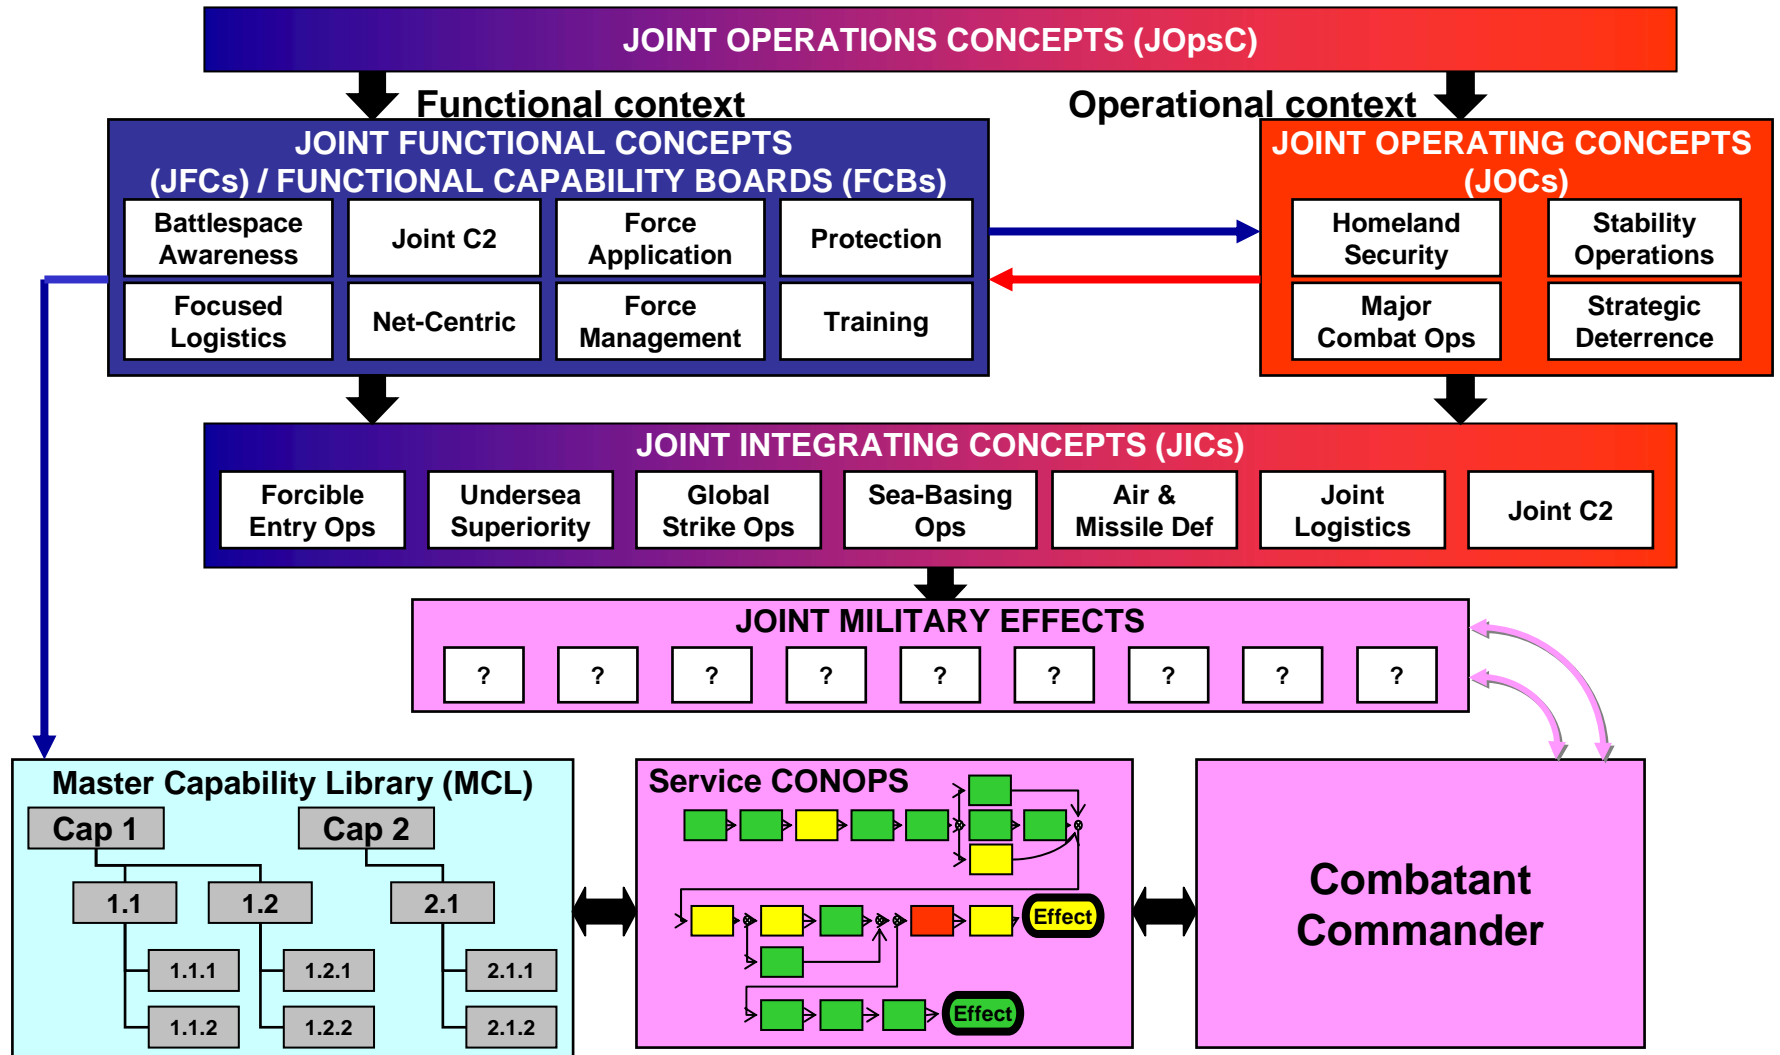 JOINT OPERATIONS CONCEPTS (JOpsC)
Functional context
Operational context
JOINT FUNCTIONAL CONCEPTS
(JFCs) / FUNCTIONAL CAPABILITY BOARDS (FCBs)
Battlespace
Awareness
Joint C2
Force
Application
Protection
Focused
Logistics
Net-Centric
Force
Management
Training
JOINT OPERATING CONCEPTS
(JOCs)
Homeland
Security
Stability
Operations
Major
Combat Ops
Strategic
Deterrence
JOINT INTEGRATING CONCEPTS (JICs)
Forcible
Entry Ops
Undersea
Superiority
Global
Strike Ops
Sea-Basing
Ops
Air &
Missile Def
Joint
Logistics
Joint C2
JOINT MILITARY EFFECTS
? ? ? ? ? ? ? ? ?
Master Capability Library (MCL)
Cap 1
Cap 2
1.1
1.2
2.1
1.1.1
1.2.1
2.1.1
1.1.2
1.2.2
2.1.2
Service CONOPS
Effect
Effect
Combatant
Commander